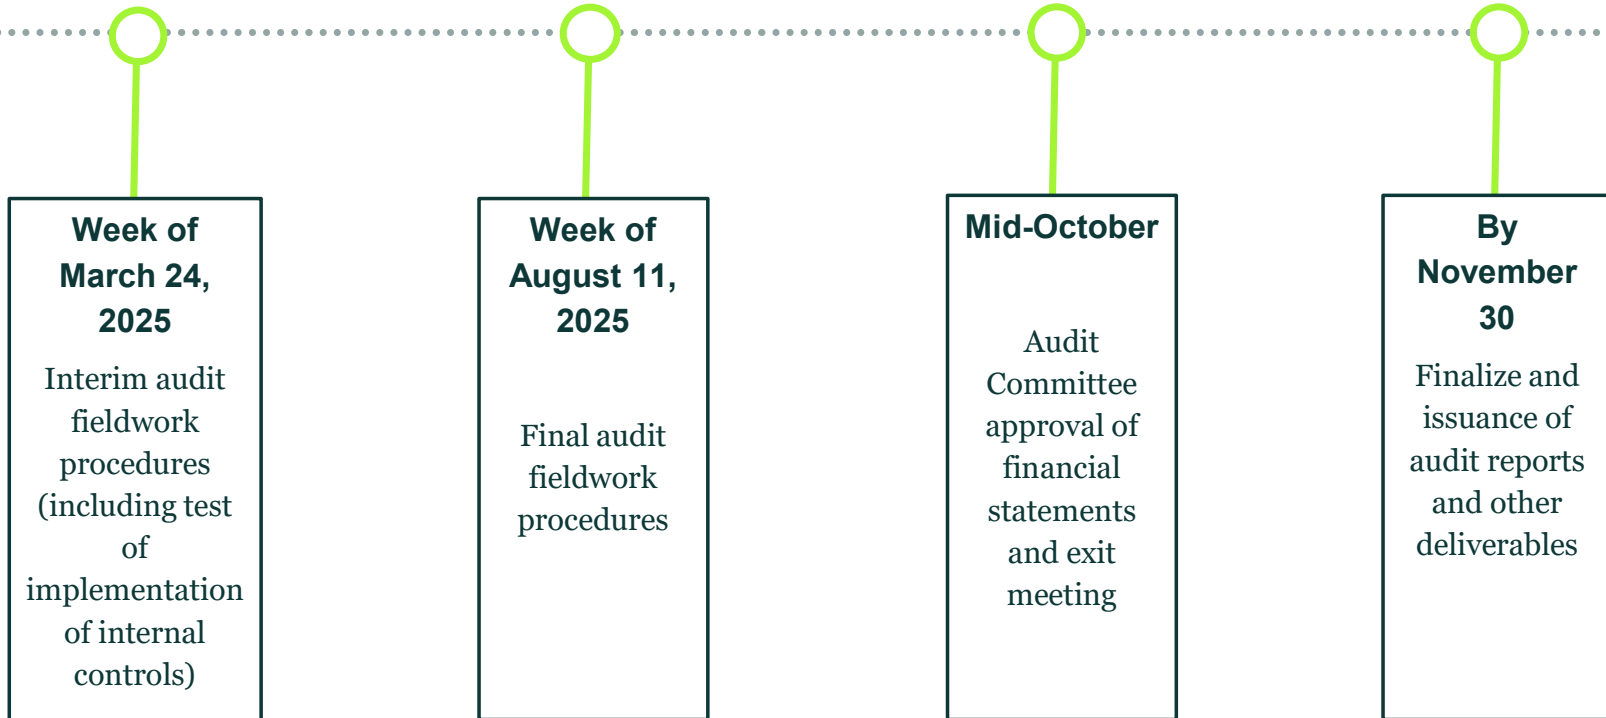 Week of
March 24,
2025
Interim audit
fieldwork
procedures
(including test
of
implementation
of internal
controls)
Week of
August 11,
2025
Final audit
fieldwork
procedures
Mid-October
Audit
Committee
approval of
financial
statements
and exit
meeting
By
November
30
Finalize and
issuance of
audit reports
and other
deliverables